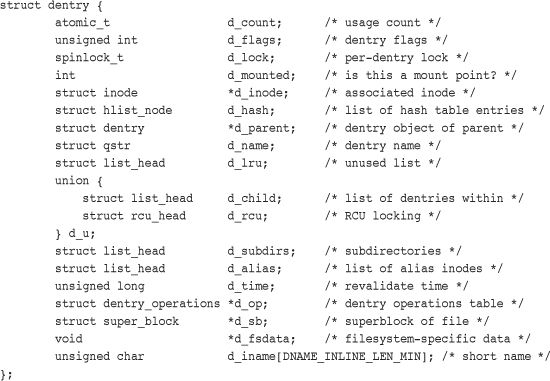 struct dentry {
        atomic_t                 d_count;      /* usage count */
        unsigned int             d_flags;      /* dentry flags */
        spinlock_t               d_lock;       /* per-dentry lock */
        int                      d_mounted;    /* is this a mount point? */
        struct inode             *d_inode;     /* associated inode */
        struct hlist_node        d_hash;       /* list of hash table entries */
        struct dentry            *d_parent;    /* dentry object of parent */
        struct qstr              d_name;       /* dentry name */
        struct list_head         d_lru;        /* unused list */
        union {
            struct list_head     d_child;      /* list of dentries within */
            struct rcu_head      d_rcu;        /* RCU locking */
        } d_u;
        struct list_head         d_subdirs;    /* subdirectories */
        struct list_head         d_alias;      /* list of alias inodes */
        unsigned long            d_time;       /* revalidate time */
        struct dentry_operations *d_op;        /* dentry operations table */
        struct super_block       *d_sb;        /* superblock of file */
        void                     *d_fsdata;    /* filesystem-specific data */
        unsigned char            d_iname[DNAME_INLINE_LEN_MIN]; /* short name */
};